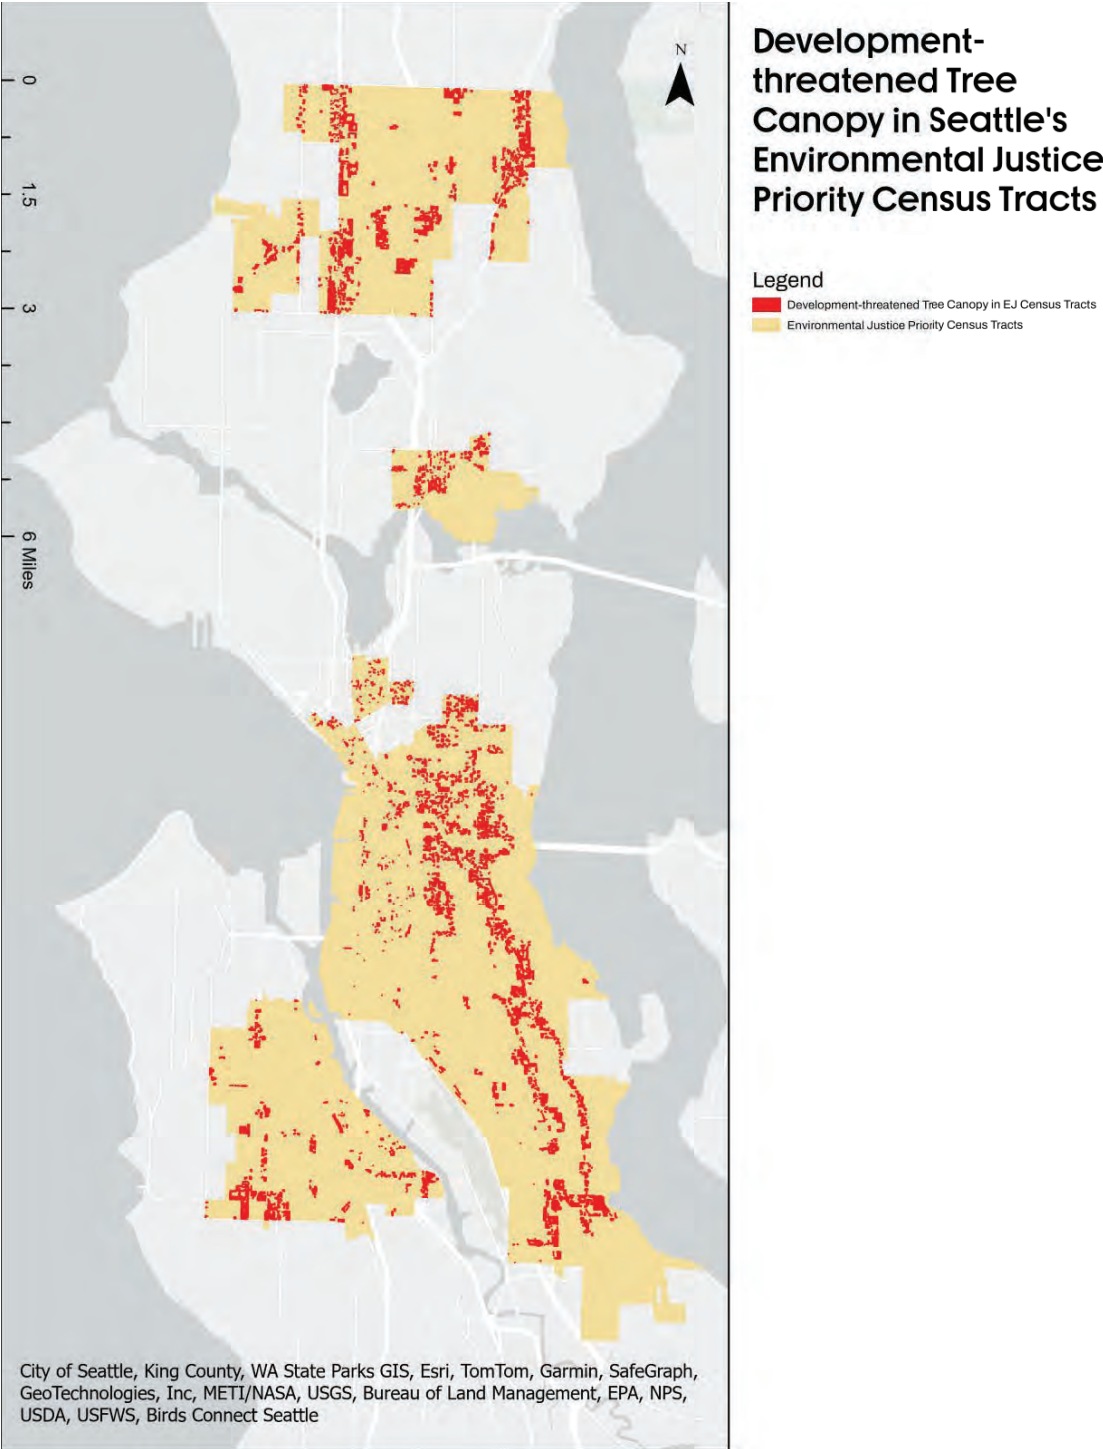 Development-
threatened Tree
Canopy in Seattle's
Environmental Justice
Priority Census Tracts
Legend
Development-threatened Tree Canopy in EJ Census Tracts
Environmental Justice Priority Census Tracts
N
0
1.5
3
6 Miles
City of Seattle, King County, WA State Parks GIS, Esri, TomTom, Garmin, SafeGraph,
GeoTechnologies, Inc, METI/NASA, USGS, Bureau of Land Management, EPA, NPS,
USDA, USFWS, Birds Connect Seattle